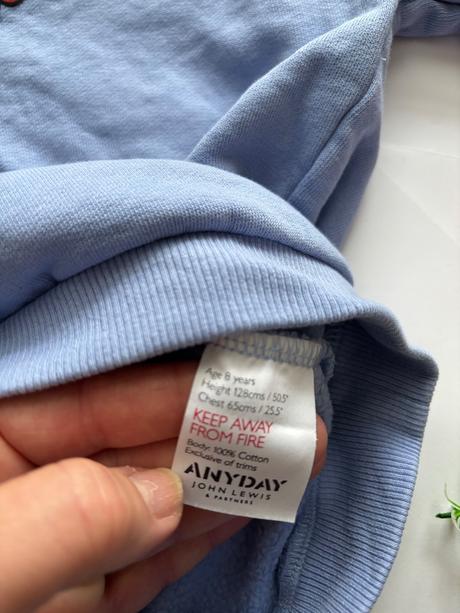 Age 8 years
Height 128cms / 50.5"
Chest 65cms / 25.5"
KEEP AWAY
FROM FIRE
Body: 100% Cotton
Exclusive of trims
ANYDAY
JOHN LEWIS
& PARTNERS